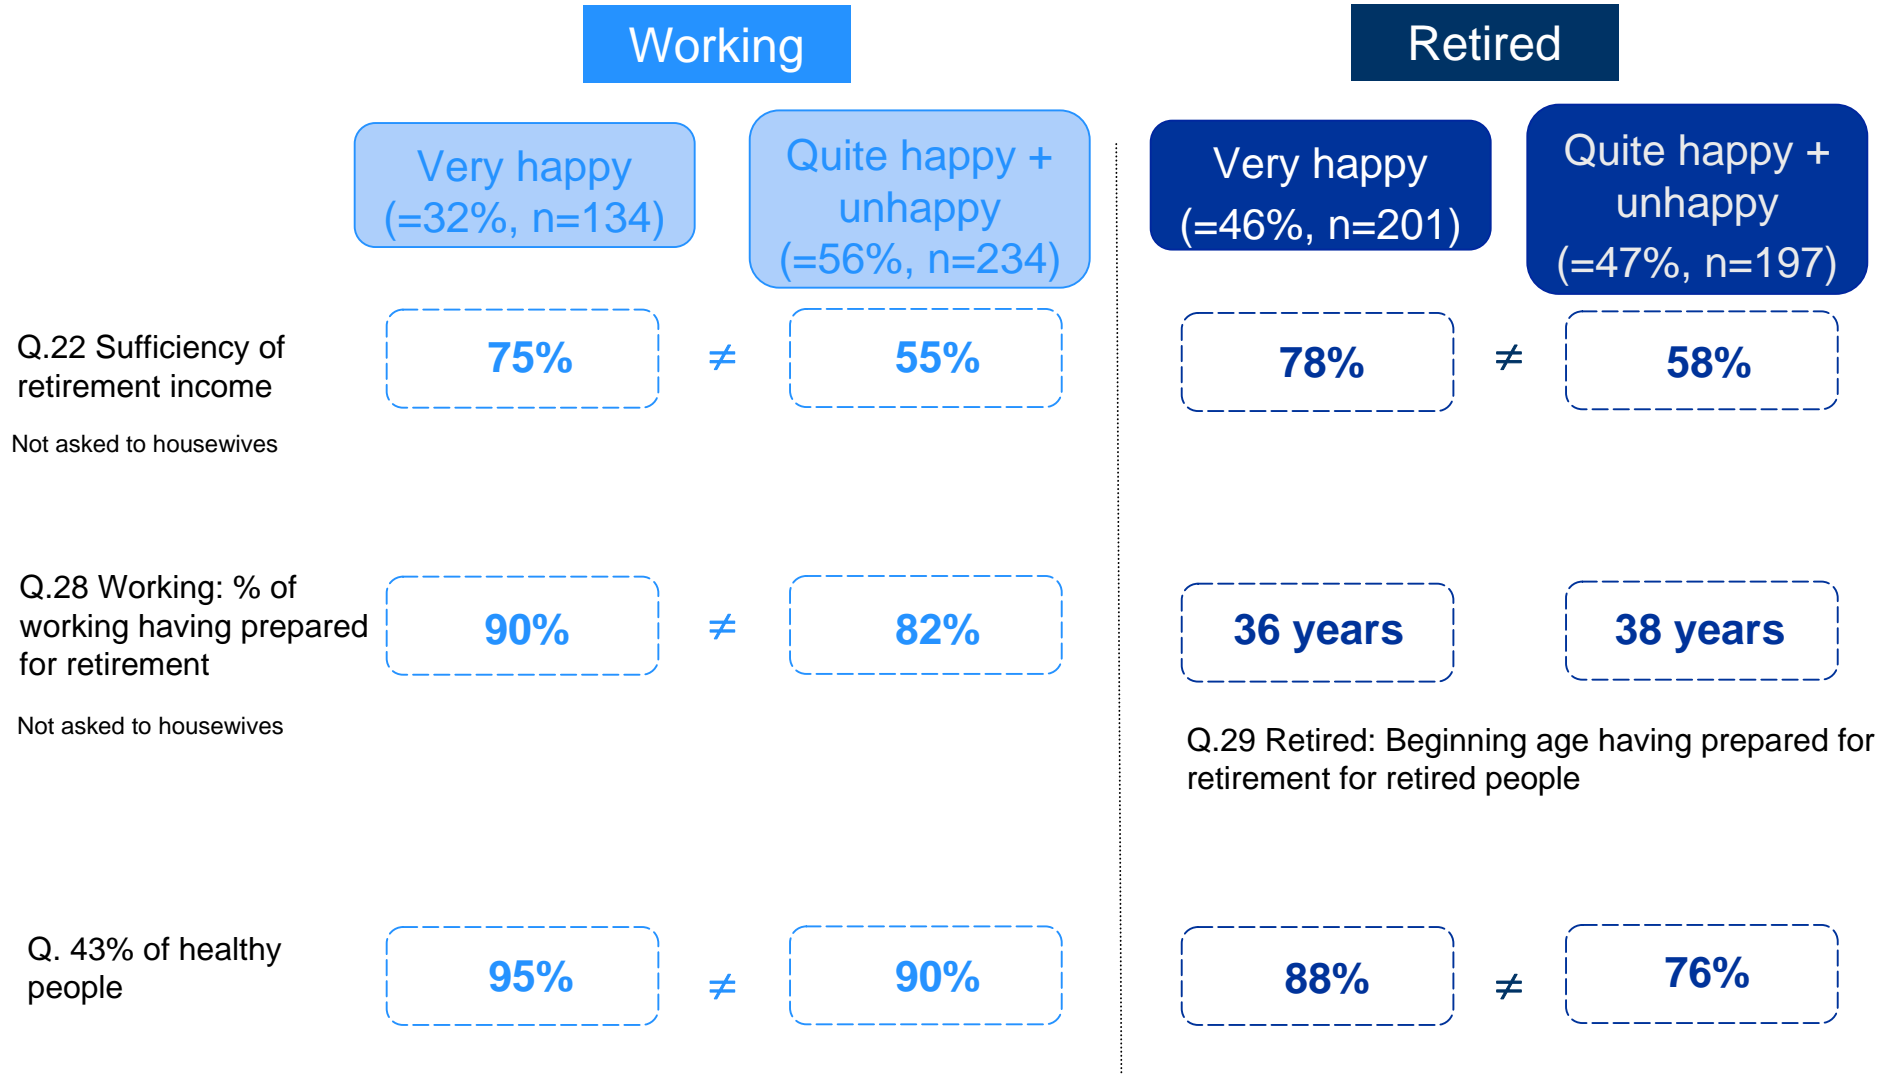 Working
Retired
Very happy
(=32%, n=134)
Quite happy +
unhappy
(=56%, n=234)
Very happy
(=46%, n=201)
Quite happy +
unhappy
(=47%, n=197)
Q.22 Sufficiency of
retirement income
75%
≠
55%
78%
≠
58%
Not asked to housewives
Q.28 Working: % of
working having prepared
for retirement
90%
≠
82%
36 years
38 years
Not asked to housewives
Q.29 Retired: Beginning age having prepared for
retirement for retired people
Q. 43% of healthy
people
95%
≠
90%
88%
≠
76%